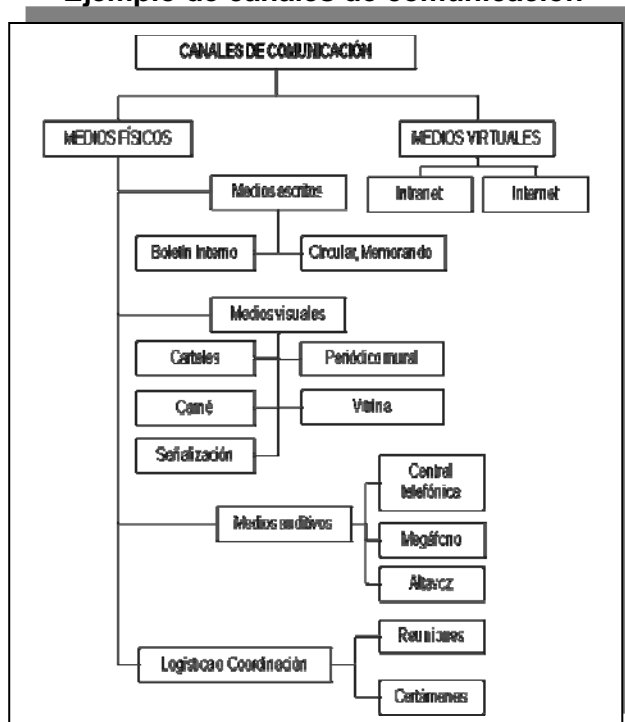 Ejemplo de canales de comunicación
CANALES DE COMUNICACIÓN
MEDIOS FÍSICOS
MEDIOS VIRTUALES
Intranet
Internet
Medios escritos
Boletín Interno
Circular, Memorando
Medios visuales
Carteles
Periódico mural
Carné
Vitrina
Señalización
Medios auditivos
Central
telefónica
Megáfono
Altavoz
Logística o Coordinación
Reuniones
Certámenes